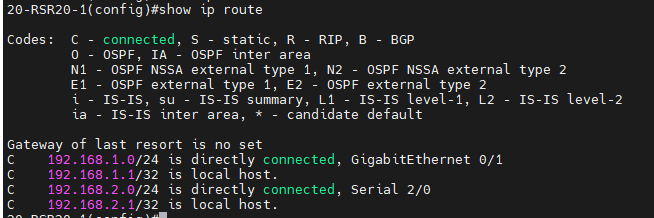 20-RSR20-1(config)#show ip route
Codes:  C - connected, S - static, R - RIP, B - BGP
O - OSPF, IA - OSPF inter area
N1 - OSPF NSSA external type 1, N2 - OSPF NSSA external type 2
E1 - OSPF external type 1, E2 - OSPF external type 2
i - IS-IS, su - IS-IS summary, L1 - IS-IS level-1, L2 - IS-IS level-2
ia - IS-IS inter area, * - candidate default
Gateway of last resort is no set
C    192.168.1.0/24 is directly connected, GigabitEthernet 0/1
C    192.168.1.1/32 is local host.
C    192.168.2.0/24 is directly connected, Serial 2/0
C    192.168.2.1/32 is local host.
20-RSR20-1(config)#